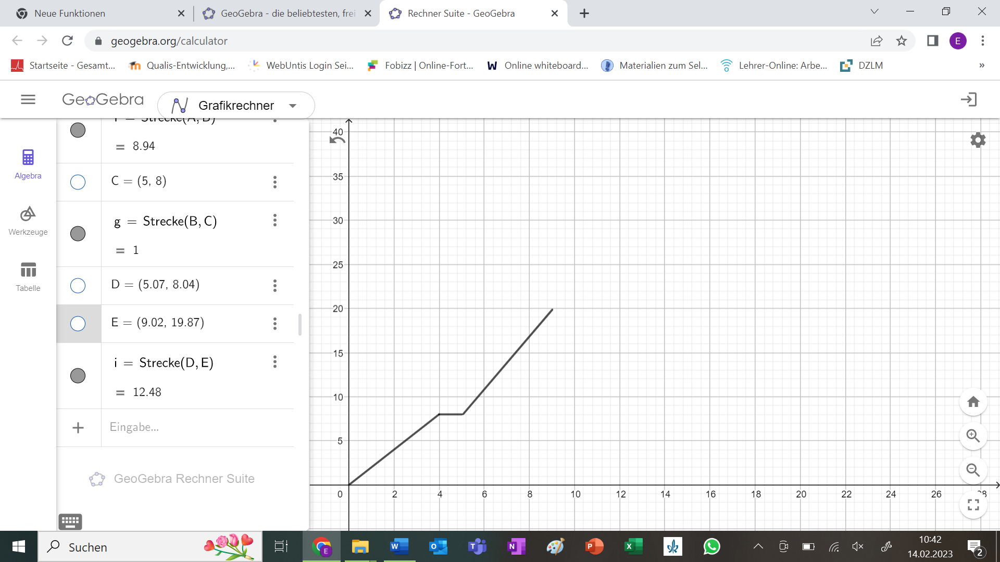 Neue Funktionen
GeoGebra - die beliebtesten, frei
Rechner Suite - GeoGebra
geogebra.org/calculator
E
Startseite - Gesamt...
Qualis-Entwicklung,...
WebUntis Login Sei...
Fobizz | Online-Fort...
W Online whiteboard...
Materialien zum Sel...
Lehrer-Online: Arbe...
DZLM
»
GeoGebra
Grafikrechner
Algebra
Werkzeuge
Tabelle
f = Strecke(A, B)
= 8.94
C = (5, 8)
g = Strecke(B, C)
= 1
D = (5.07, 8.04)
E = (9.02, 19.87)
i = Strecke(D, E)
= 12.48
+ Eingabe...
GeoGebra Rechner Suite
40
35
30
25
20
15
10
5
0 2 4 6 8 10 12 14 16 18 20 22 24 26 28
Suchen
E
W
O
T
N
P
X
10:42
14.02.2023
2